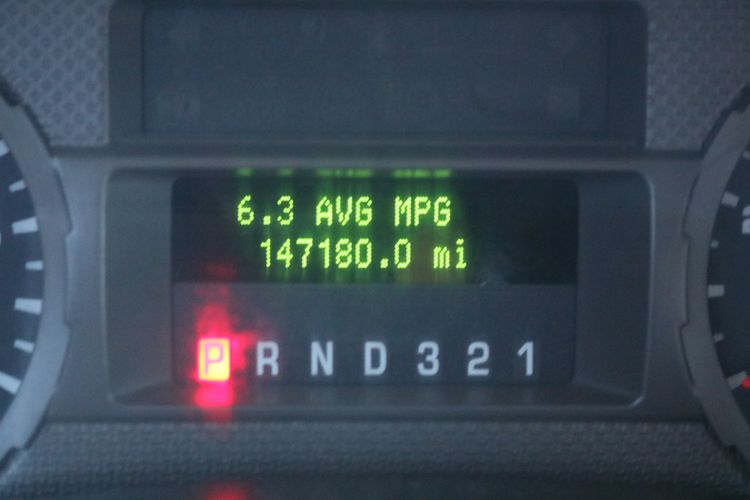 6.3 AVG MPG
147180.0 mi
P R N D 3 2 1